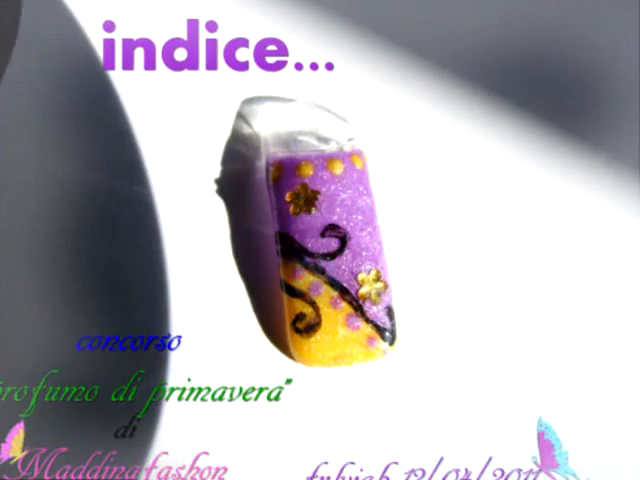 indice...
concorso
profumo di primavera"
di
Maddinafashon
12/04/2011